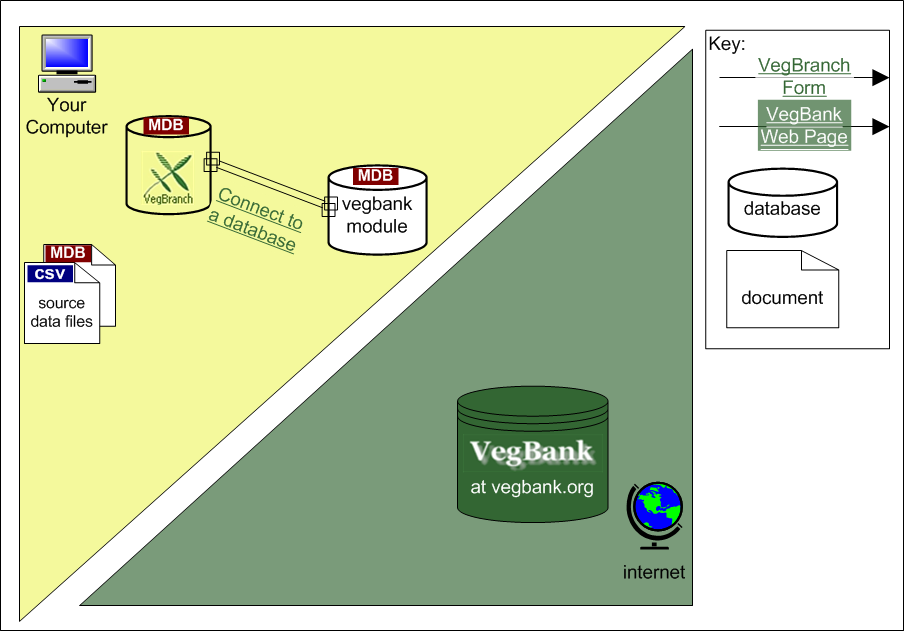 Your
Computer
MDB
VegBranch
Connect to
a database
MDB
vegbank
module
MDB
CSV
source
data files
VegBank
at vegbank.org
internet
Key:
VegBranch
Form
VegBank
Web Page
database
document